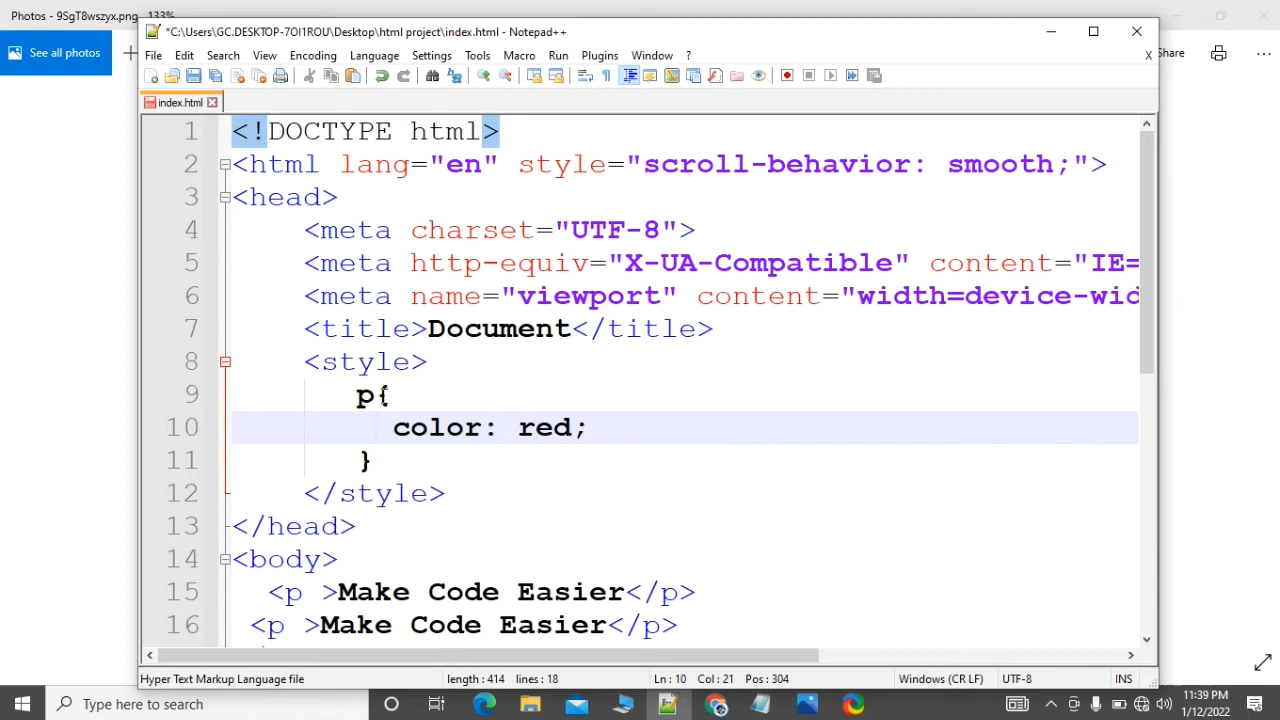 Photos - 9SgT8wszyx.png - 133%
See all photos
*C:\Users\GC.DESKTOP-7OI1ROU\Desktop\html project\index.html - Notepad++
File Edit Search View Encoding Language Settings Tools Macro Run Plugins Window ? X
index.html
1 <!DOCTYPE html>
2 <html lang="en" style="scroll-behavior: smooth;">
3 <head>
4 <meta charset="UTF-8">
5 <meta http-equiv="X-UA-Compatible" content="IE=
6 <meta name="viewport" content="width=device-wid
7 <title>Document</title>
8 <style>
9 p{
10 color: red;
11 }
12 </style>
13 </head>
14 <body>
15 <p >Make Code Easier</p>
16 <p >Make Code Easier</p>
Hyper Text Markup Language file length : 414 lines : 18 Ln : 10 Col : 21 Pos : 304 Windows (CR LF) UTF-8 INS
Type here to search
11:39 PM
1/12/2022